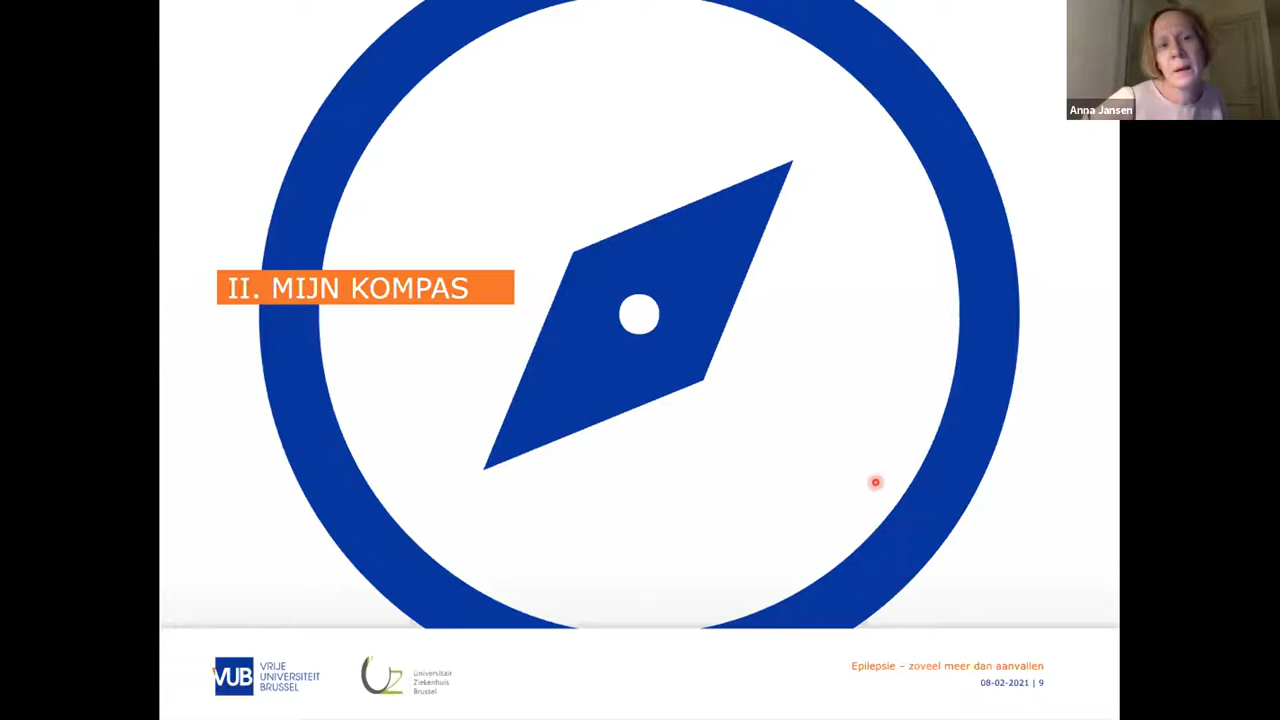 Anna Jansen
II. MIJN KOMPAS
VUB
VRIJE
UNIVERSITEIT
BRUSSEL
UZ
Universitair
Ziekenhuis
Brussel
Epilepsie – zoveel meer dan aanvallen
08-02-2021 | 9